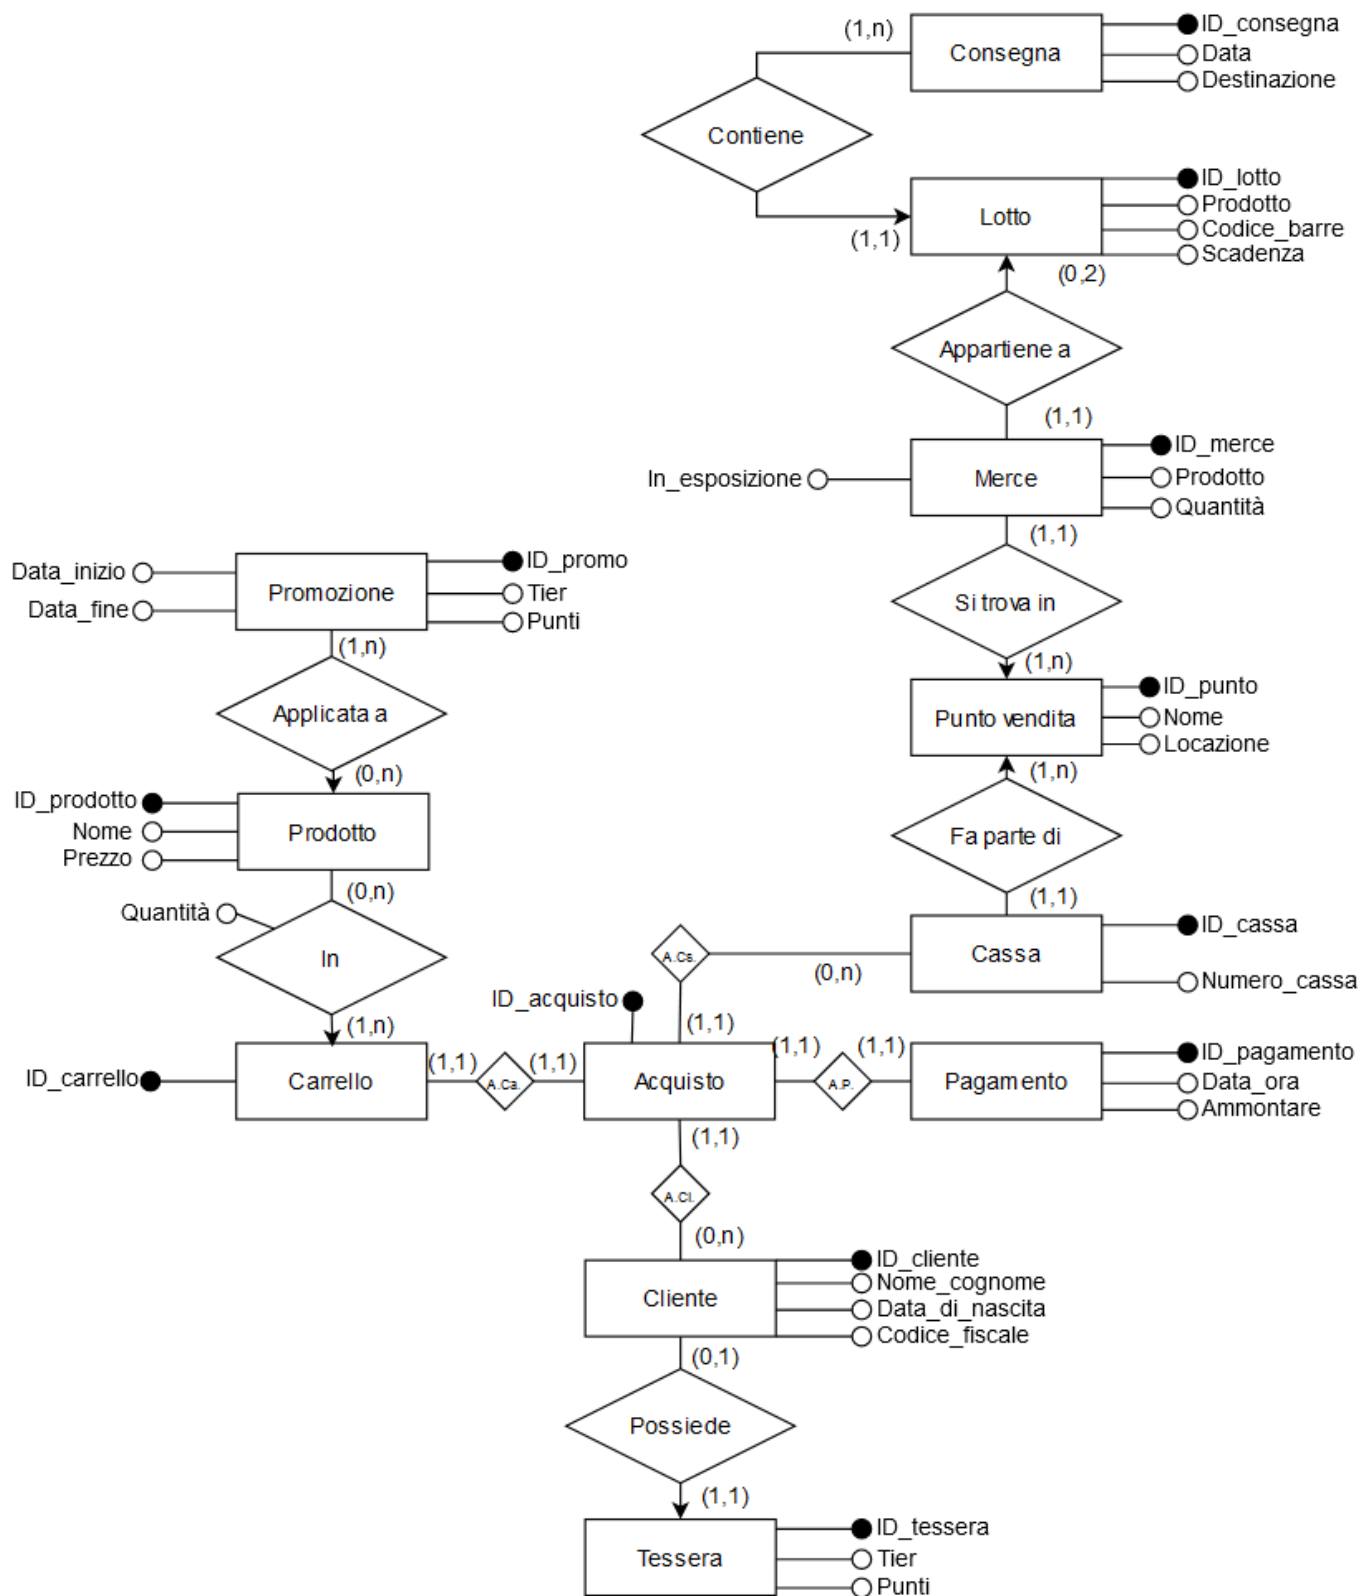 (1,n)
Consegna
ID_consegna
Data
Destinazione
Contiene
(1,1)
Lotto
ID_lotto
Prodotto
Codice_barre
Scadenza
(0,2)
Appartiene a
(1,1)
In_esposizione
Merce
ID_merce
Prodotto
Quantità
(1,1)
Si trova in
(1,n)
Punto vendita
ID_punto
Nome
Locazione
(1,n)
Fa parte di
(1,1)
Cassa
ID_cassa
Numero_cassa
Data_inizio
Data_fine
Promozione
ID_promo
Tier
Punti
(1,n)
Applicata a
(0,n)
ID_prodotto
Nome
Prezzo
Prodotto
(0,n)
Quantità
In
(1,n)
ID_carrello
Carrello
(1,1)
A.Ca.
(1,1)
ID_acquisto
Acquisto
(1,1)
A.Cs.
(0,n)
(1,1)
A.P.
(1,1)
Pagamento
ID_pagamento
Data_ora
Ammontare
(1,1)
A.Cl.
(0,n)
Cliente
ID_cliente
Nome_cognome
Data_di_nascita
Codice_fiscale
(0,1)
Possiede
(1,1)
Tessera
ID_tessera
Tier
Punti